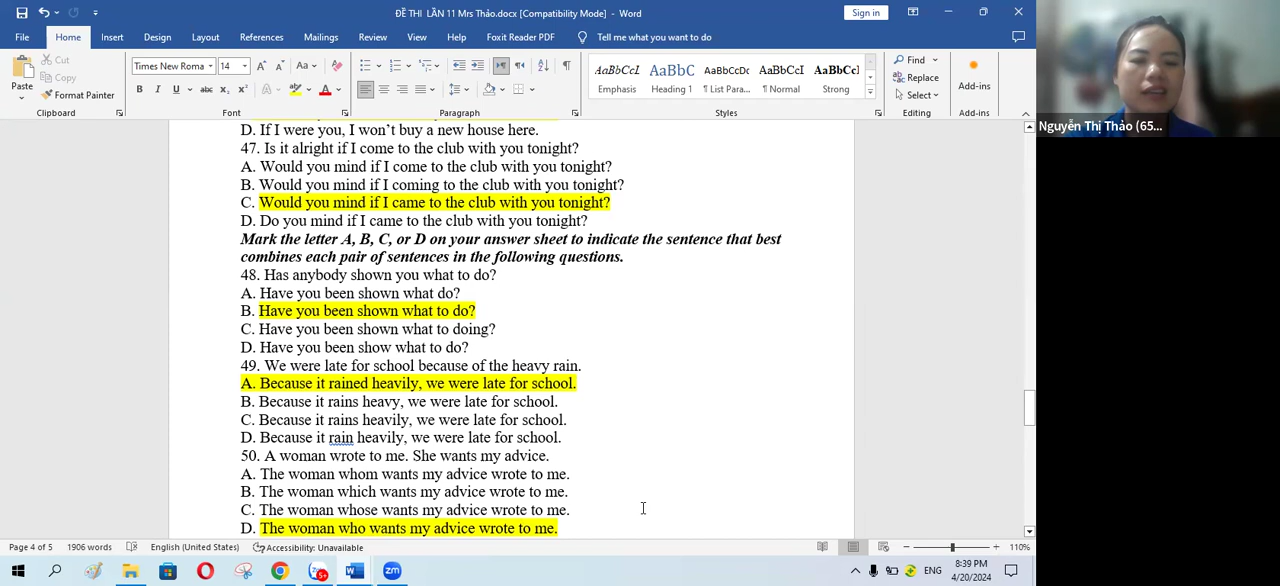 ĐỀ THI LẦN 11 Mrs Thảo.docx [Compatibility Mode] - Word
Sign in
File Home Insert Design Layout References Mailings Review View Help Foxit Reader PDF Tell me what you want to do
Paste
Cut
Copy
Format Painter
Clipboard
Times New Roma 14
Font
Paragraph
AaBbCcI AaBbC AaBbCcDc AaBbCcI AaBbCcI
Emphasis Heading 1 ¶ List Para... ¶ Normal Strong
Styles
Find
Replace
Select
Editing
Add-ins
Add-ins
Nguyễn Thị Thảo (65...
D. If I were you, I won’t buy a new house here.
47. Is it alright if I come to the club with you tonight?
A. Would you mind if I come to the club with you tonight?
B. Would you mind if I coming to the club with you tonight?
C. Would you mind if I came to the club with you tonight?
D. Do you mind if I came to the club with you tonight?
Mark the letter A, B, C, or D on your answer sheet to indicate the sentence that best
combines each pair of sentences in the following questions.
48. Has anybody shown you what to do?
A. Have you been shown what do?
B. Have you been shown what to do?
C. Have you been shown what to doing?
D. Have you been show what to do?
49. We were late for school because of the heavy rain.
A. Because it rained heavily, we were late for school.
B. Because it rains heavy, we were late for school.
C. Because it rains heavily, we were late for school.
D. Because it rain heavily, we were late for school.
50. A woman wrote to me. She wants my advice.
A. The woman whom wants my advice wrote to me.
B. The woman which wants my advice wrote to me.
C. The woman whose wants my advice wrote to me.
D. The woman who wants my advice wrote to me.
Page 4 of 5 1906 words English (United States) Accessibility: Unavailable 110%
ENG
8:39 PM
4/20/2024